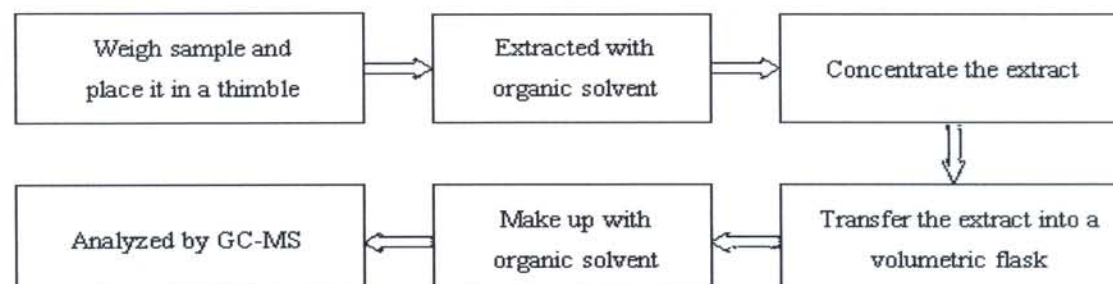 Weigh sample and
place it in a thimble
Extracted with
organic solvent
Concentrate the extract
Transfer the extract into a
volumetric flask
Make up with
organic solvent
Analyzed by GC-MS